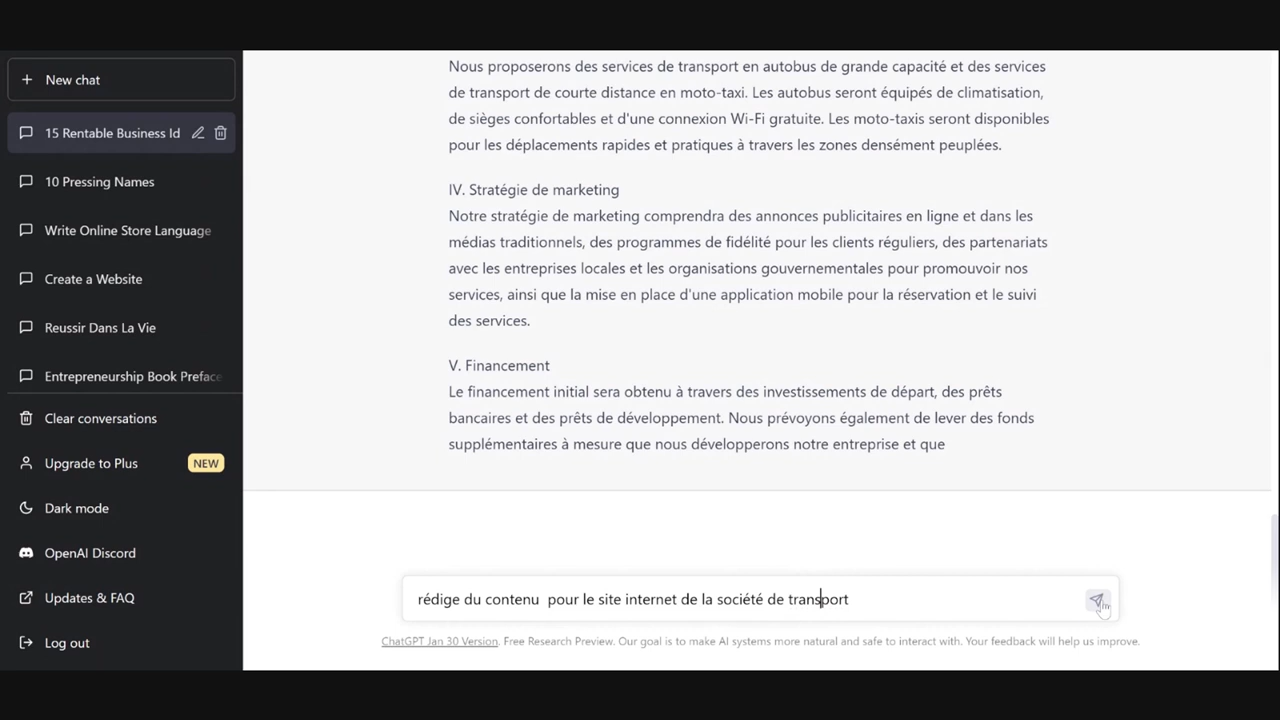 New chat
15 Rentable Business Id
10 Pressing Names
Write Online Store Language
Create a Website
Reussir Dans La Vie
Entrepreneurship Book Preface
Clear conversations
Upgrade to Plus NEW
Dark mode
OpenAI Discord
Updates & FAQ
Log out
Nous proposerons des services de transport en autobus de grande capacité et des services
de transport de courte distance en moto-taxi. Les autobus seront équipés de climatisation,
de sièges confortables et d'une connexion Wi-Fi gratuite. Les moto-taxis seront disponibles
pour les déplacements rapides et pratiques à travers les zones densément peuplées.
IV. Stratégie de marketing
Notre stratégie de marketing comprendra des annonces publicitaires en ligne et dans les
médias traditionnels, des programmes de fidélité pour les clients réguliers, des partenariats
avec les entreprises locales et les organisations gouvernementales pour promouvoir nos
services, ainsi que la mise en place d'une application mobile pour la réservation et le suivi
des services.
V. Financement
Le financement initial sera obtenu à travers des investissements de départ, des prêts
bancaires et des prêts de développement. Nous prévoyons également de lever des fonds
supplémentaires à mesure que nous développerons notre entreprise et que
rédige du contenu  pour le site internet de la société de transport
ChatGPT Jan 30 Version. Free Research Preview. Our goal is to make AI systems more natural and safe to interact with. Your feedback will help us improve.